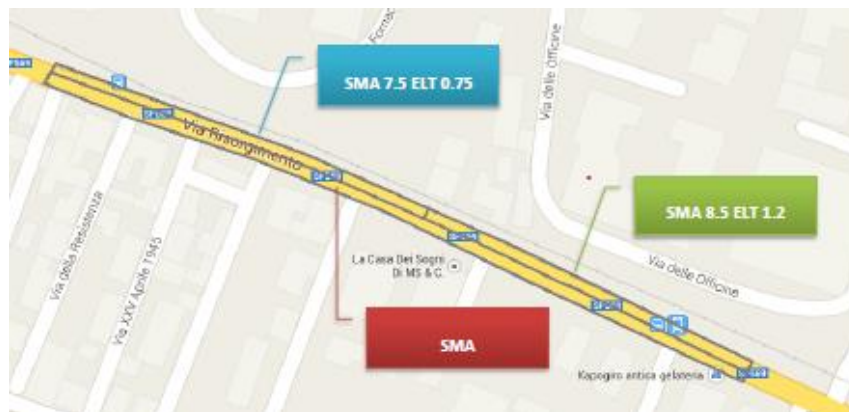 SMA 7.5 ELT 0.75
Via delle Officine
Via Risorgimento
SMA 8.5 ELT 1.2
Via della Resistenza
Via XXV Aprile 1945
La Casa Dei Sogni
Di MS & C.
Via delle Officine
SMA
Kapogiro antica gelateria